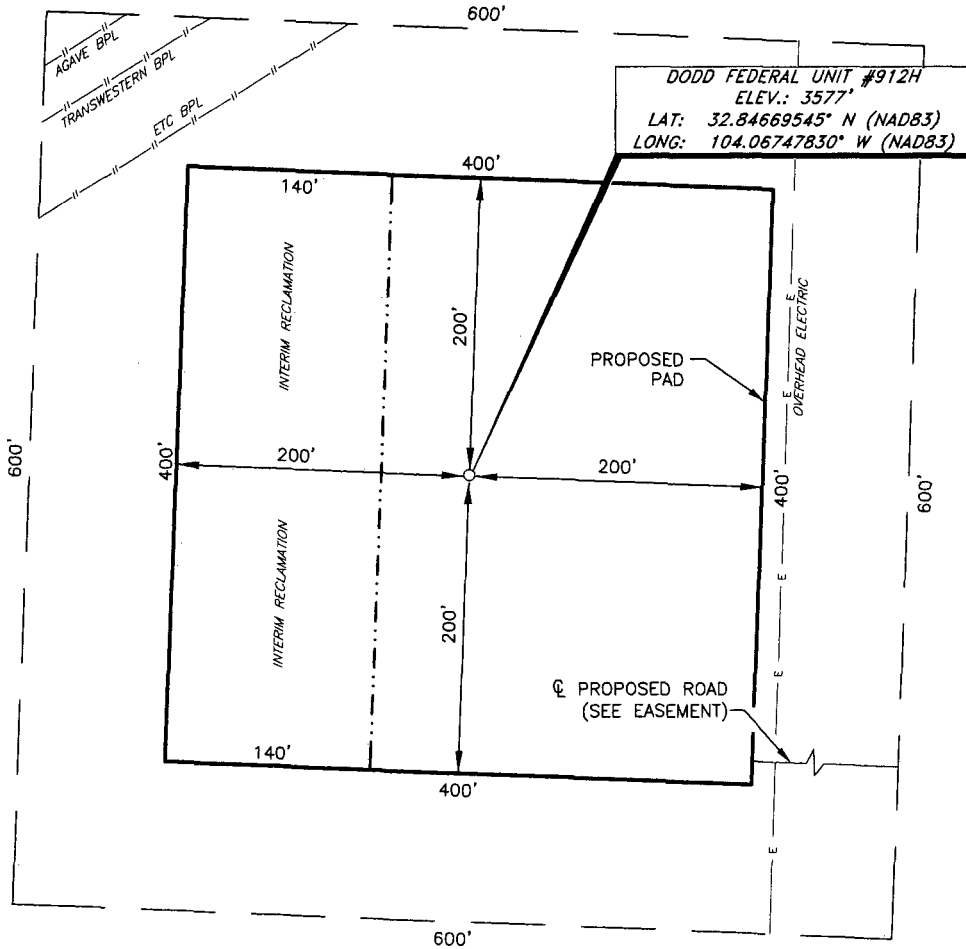 600'
AGAVE BPL
TRANSWESTERN BPL
ETC BPL
DODD FEDERAL UNIT #912H
ELEV.: 3577'
LAT: 32.84669545° N (NAD83)
LONG: 104.06747830° W (NAD83)
400'
140'
INTERIM RECLAMATION
200'
E
OVERHEAD ELECTRIC
PROPOSED
PAD
E
600'
400'
200'
200'
400'
600'
INTERIM RECLAMATION
200'
E
℄ PROPOSED ROAD
(SEE EASEMENT)
E
140'
400'
E
600'